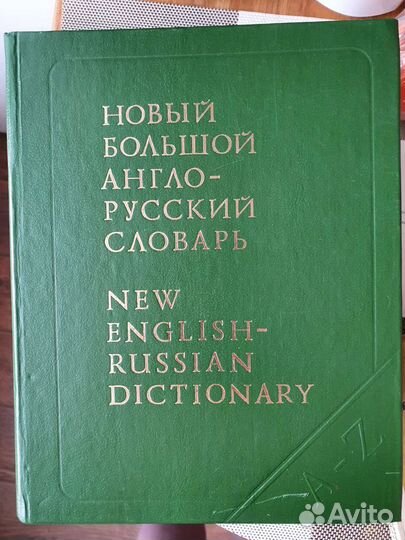 НОВЫЙ
БОЛЬШОЙ
АНГЛО-
РУССКИЙ
СЛОВАРЬ
NEW
ENGLISH-
RUSSIAN
DICTIONARY
A-Z
Avito